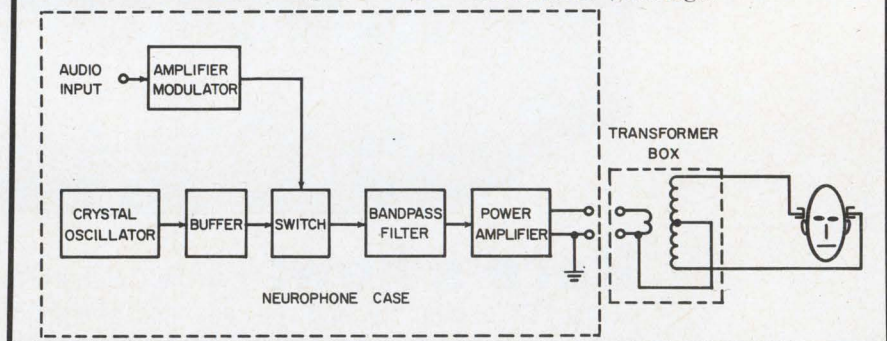 AUDIO
INPUT
AMPLIFIER
MODULATOR
TRANSFORMER
BOX
CRYSTAL
OSCILLATOR
BUFFER
SWITCH
BANDPASS
FILTER
POWER
AMPLIFIER
NEUROPHONE CASE